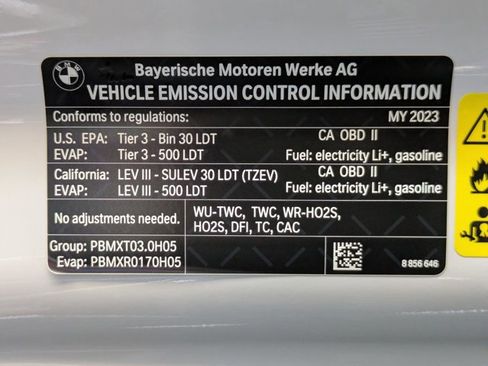 BMW
Bayerische Motoren Werke AG
VEHICLE EMISSION CONTROL INFORMATION
Conforms to regulations: MY 2023
U.S. EPA: Tier 3 - Bin 30 LDT CA OBD II
EVAP: Tier 3 - 500 LDT Fuel: electricity Li+, gasoline
California: LEV III - SULEV 30 LDT (TZEV) CA OBD II
EVAP: LEV III - 500 LDT Fuel: electricity Li+, gasoline
No adjustments needed. WU-TWC, TWC, WR-HO2S,
HO2S, DFI, TC, CAC
Group: PBMXT03.0H05
Evap: PBMXR0170H05 8 856 646